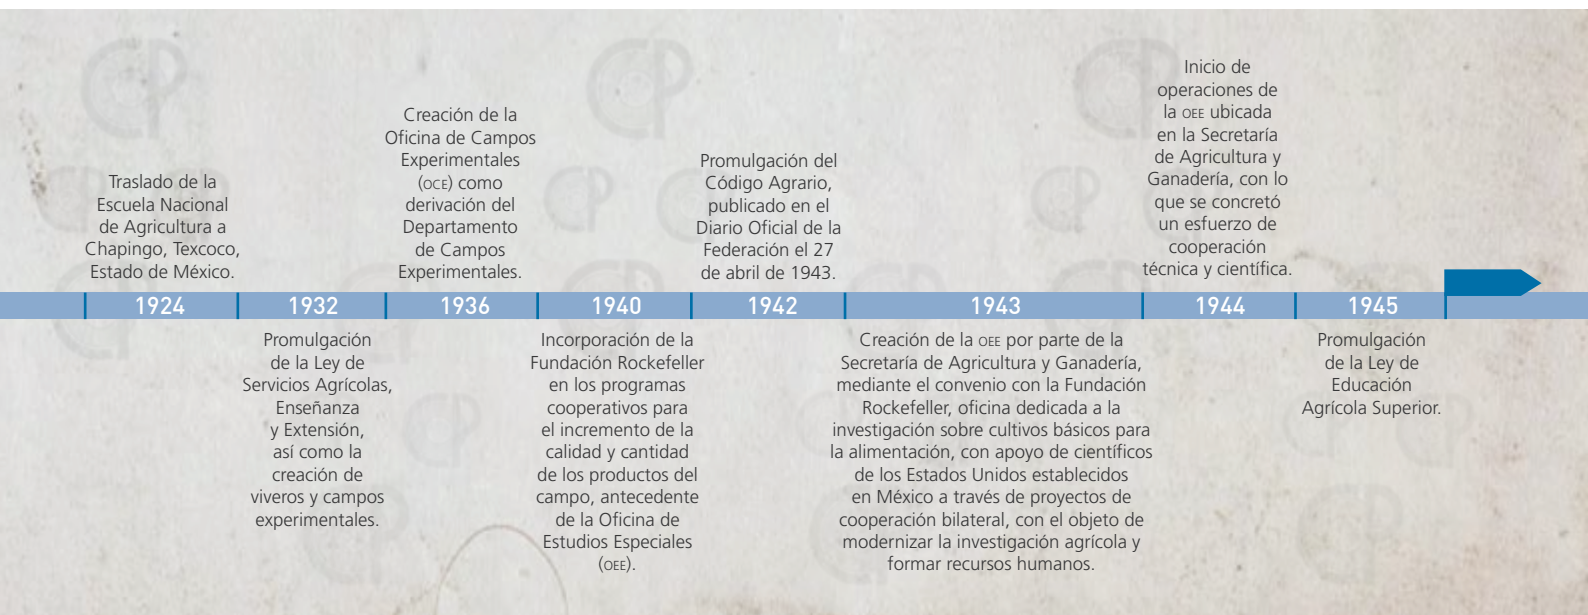 Traslado de la
Escuela Nacional
de Agricultura a
Chapingo, Texcoco,
Estado de México.
1924
1932
Promulgación
de la Ley de
Servicios Agrícolas,
Enseñanza
y Extensión,
así como la
creación de
viveros y campos
experimentales.
Creación de la
Oficina de Campos
Experimentales
(OCE) como
derivación del
Departamento
de Campos
Experimentales.
1936
1940
Incorporación de la
Fundación Rockefeller
en los programas
cooperativos para
el incremento de la
calidad y cantidad
de los productos del
campo, antecedente
de la Oficina de
Estudios Especiales
(OEE).
Promulgación del
Código Agrario,
publicado en el
Diario Oficial de la
Federación el 27
de abril de 1943.
1942
1943
Creación de la OEE por parte de la
Secretaría de Agricultura y Ganadería,
mediante el convenio con la Fundación
Rockefeller, oficina dedicada a la
investigación sobre cultivos básicos para
la alimentación, con apoyo de científicos
de los Estados Unidos establecidos
en México a través de proyectos de
cooperación bilateral, con el objeto de
modernizar la investigación agrícola y
formar recursos humanos.
Inicio de
operaciones de
la OEE ubicada
en la Secretaría
de Agricultura y
Ganadería, con lo
que se concretó
un esfuerzo de
cooperación
técnica y científica.
1944
1945
Promulgación
de la Ley de
Educación
Agrícola Superior.